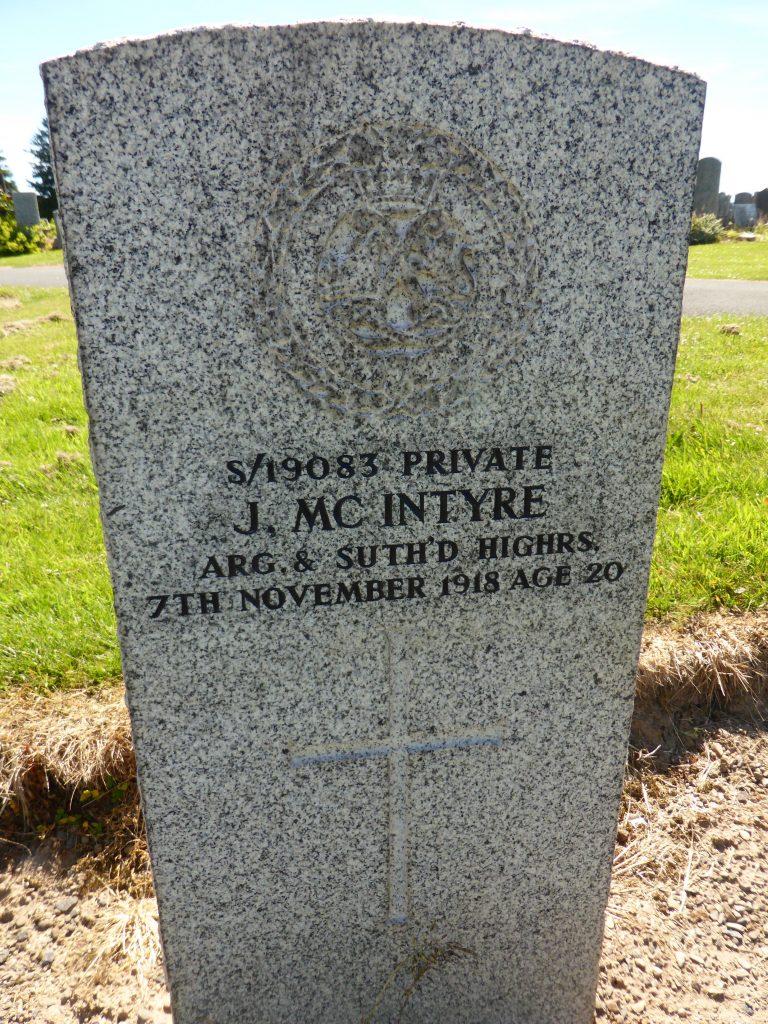 S/19083 PRIVATE
J. MC INTYRE
ARG. & SUTH'D HIGHRS.
7TH NOVEMBER 1918 AGE 20